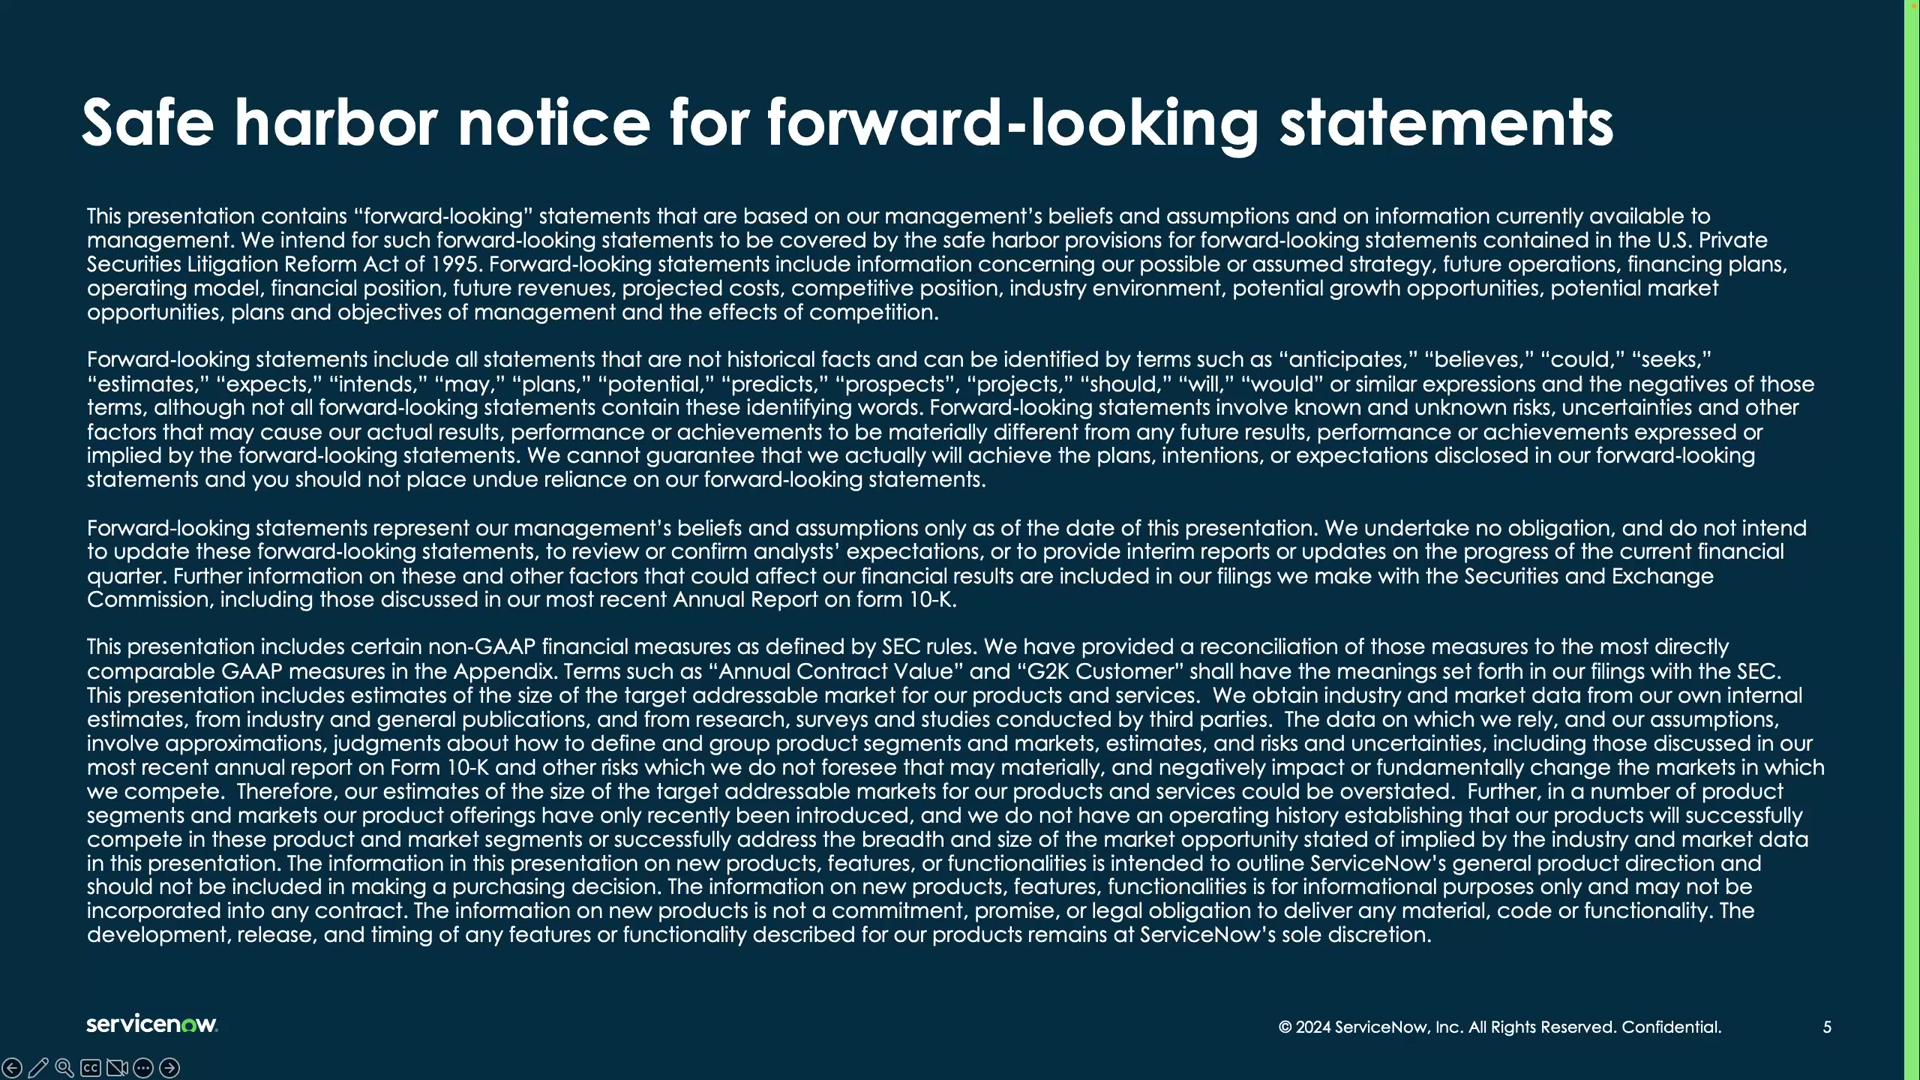 Safe harbor notice for forward-looking statements
This presentation contains “forward-looking” statements that are based on our management’s beliefs and assumptions and on information currently available to
management. We intend for such forward-looking statements to be covered by the safe harbor provisions for forward-looking statements contained in the U.S. Private
Securities Litigation Reform Act of 1995. Forward-looking statements include information concerning our possible or assumed strategy, future operations, financing plans,
operating model, financial position, future revenues, projected costs, competitive position, industry environment, potential growth opportunities, potential market
opportunities, plans and objectives of management and the effects of competition.
Forward-looking statements include all statements that are not historical facts and can be identified by terms such as “anticipates,” “believes,” “could,” “seeks,”
“estimates,” “expects,” “intends,” “may,” “plans,” “potential,” “predicts,” “prospects”, “projects,” “should,” “will,” “would” or similar expressions and the negatives of those
terms, although not all forward-looking statements contain these identifying words. Forward-looking statements involve known and unknown risks, uncertainties and other
factors that may cause our actual results, performance or achievements to be materially different from any future results, performance or achievements expressed or
implied by the forward-looking statements. We cannot guarantee that we actually will achieve the plans, intentions, or expectations disclosed in our forward-looking
statements and you should not place undue reliance on our forward-looking statements.
Forward-looking statements represent our management’s beliefs and assumptions only as of the date of this presentation. We undertake no obligation, and do not intend
to update these forward-looking statements, to review or confirm analysts’ expectations, or to provide interim reports or updates on the progress of the current financial
quarter. Further information on these and other factors that could affect our financial results are included in our filings we make with the Securities and Exchange
Commission, including those discussed in our most recent Annual Report on form 10-K.
This presentation includes certain non-GAAP financial measures as defined by SEC rules. We have provided a reconciliation of those measures to the most directly
comparable GAAP measures in the Appendix. Terms such as “Annual Contract Value” and “G2K Customer” shall have the meanings set forth in our filings with the SEC.
This presentation includes estimates of the size of the target addressable market for our products and services.  We obtain industry and market data from our own internal
estimates, from industry and general publications, and from research, surveys and studies conducted by third parties.  The data on which we rely, and our assumptions,
involve approximations, judgments about how to define and group product segments and markets, estimates, and risks and uncertainties, including those discussed in our
most recent annual report on Form 10-K and other risks which we do not foresee that may materially, and negatively impact or fundamentally change the markets in which
we compete.  Therefore, our estimates of the size of the target addressable markets for our products and services could be overstated.  Further, in a number of product
segments and markets our product offerings have only recently been introduced, and we do not have an operating history establishing that our products will successfully
compete in these product and market segments or successfully address the breadth and size of the market opportunity stated of implied by the industry and market data
in this presentation. The information in this presentation on new products, features, or functionalities is intended to outline ServiceNow’s general product direction and
should not be included in making a purchasing decision. The information on new products, features, functionalities is for informational purposes only and may not be
incorporated into any contract. The information on new products is not a commitment, promise, or legal obligation to deliver any material, code or functionality. The
development, release, and timing of any features or functionality described for our products remains at ServiceNow’s sole discretion.
servicenow
© 2024 ServiceNow, Inc. All Rights Reserved. Confidential.
5
CC